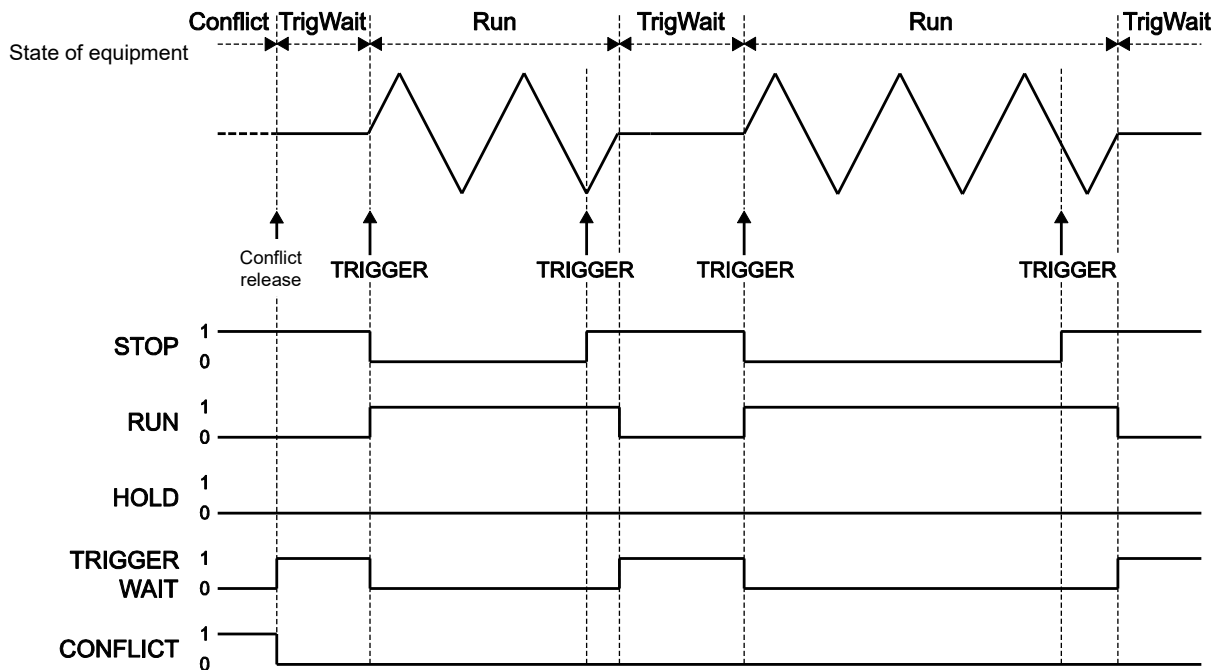 Conflict TrigWait Run TrigWait Run TrigWait
State of equipment
Conflict
release
TRIGGER TRIGGER TRIGGER TRIGGER
STOP 1
0
RUN 1
0
HOLD 1
0
TRIGGER
WAIT 1
0
CONFLICT 1
0